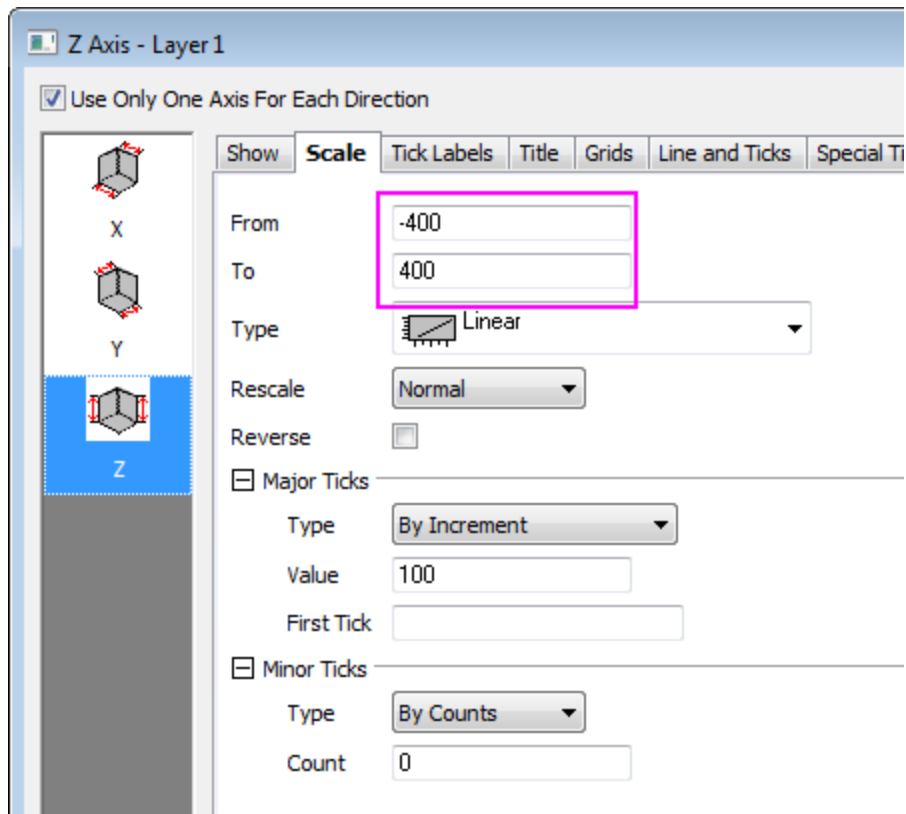 Z Axis - Layer 1
Use Only One Axis For Each Direction
Show Scale Tick Labels Title Grids Line and Ticks Special Ti
X
Y
Z
From -400
To 400
Type Linear
Rescale Normal
Reverse
Major Ticks
Type By Increment
Value 100
First Tick
Minor Ticks
Type By Counts
Count 0